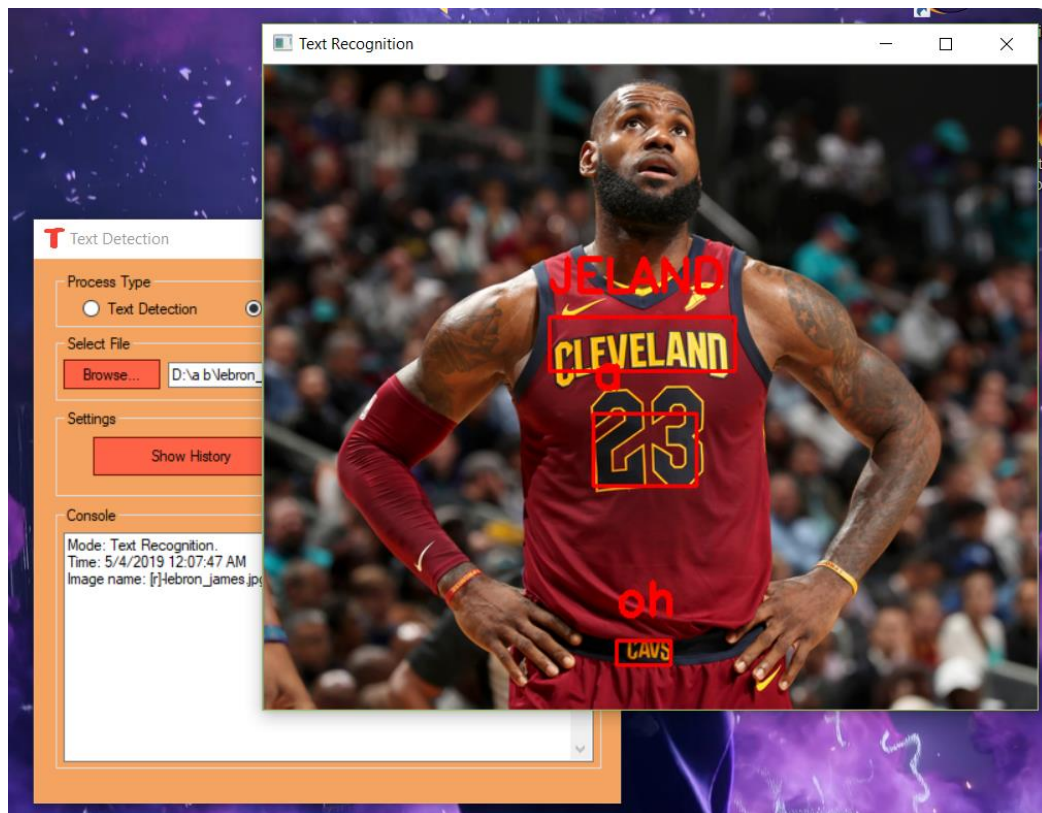 Text Recognition
JELAND
CLEVELAND
a
23
oh
CAVS
Text Detection
Process Type
Text Detection
Select File
Browse...
D:\a b\lebron_
Settings
Show History
Console
Mode: Text Recognition.
Time: 5/4/2019 12:07:47 AM
Image name: [r]-lebron_james.jpg